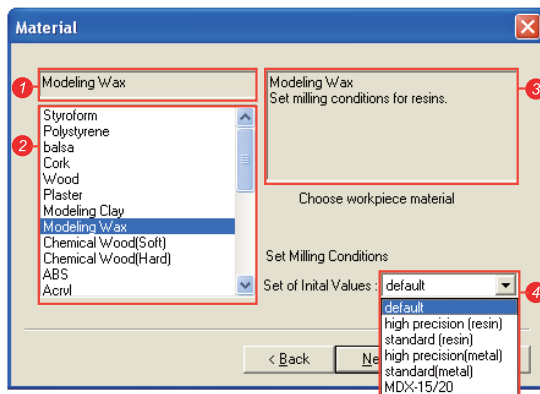 Material
1
Modeling Wax
2
Styroform
Polystyrene
balsa
Cork
Wood
Plaster
Modeling Clay
Modeling Wax
Chemical Wood(Soft)
Chemical Wood(Hard)
ABS
Acryl
3
Modeling Wax
Set milling conditions for resins.
Choose workpiece material
Set Milling Conditions
Set of Inital Values : default
4
default
high precision (resin)
standard (resin)
high precision(metal)
standard(metal)
MDX-15/20
< Back